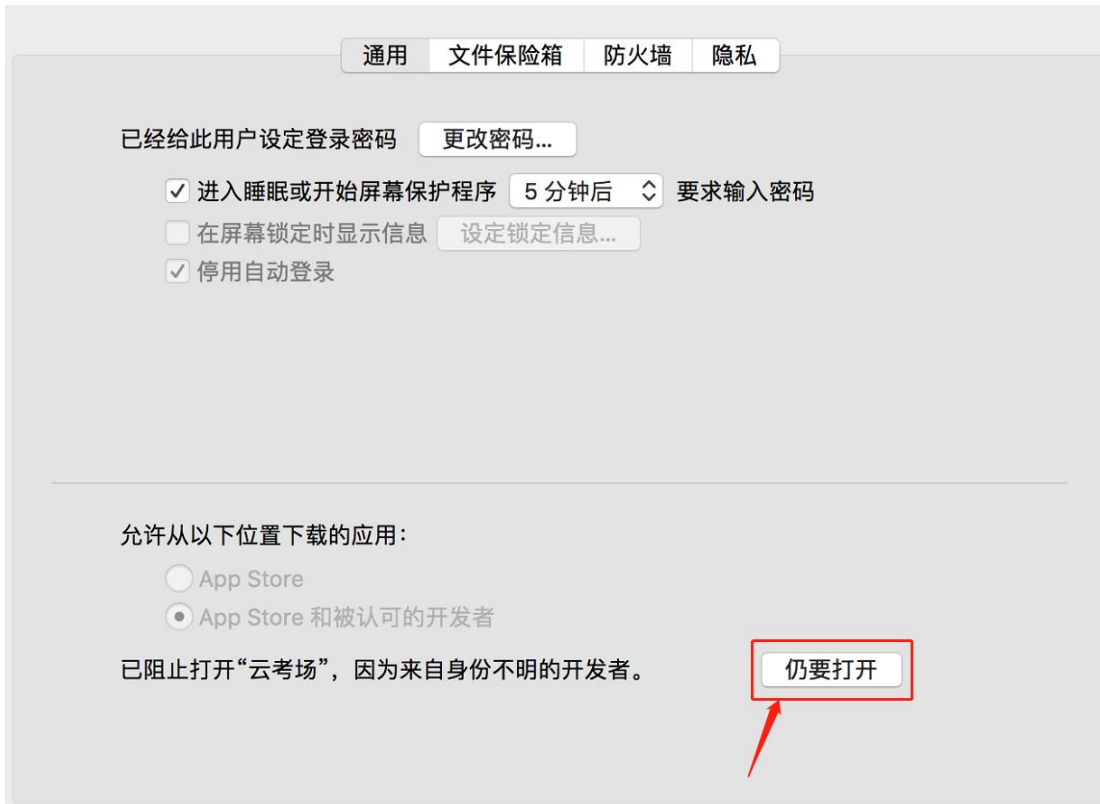 通用 文件保险箱 防火墙 隐私
已经给此用户设定登录密码 更改密码...
进入睡眠或开始屏幕保护程序 5 分钟后 要求输入密码
在屏幕锁定时显示信息 设定锁定信息...
停用自动登录
允许从以下位置下载的应用：
App Store
App Store 和被认可的开发者
已阻止打开“云考场”，因为来自身份不明的开发者。 仍要打开